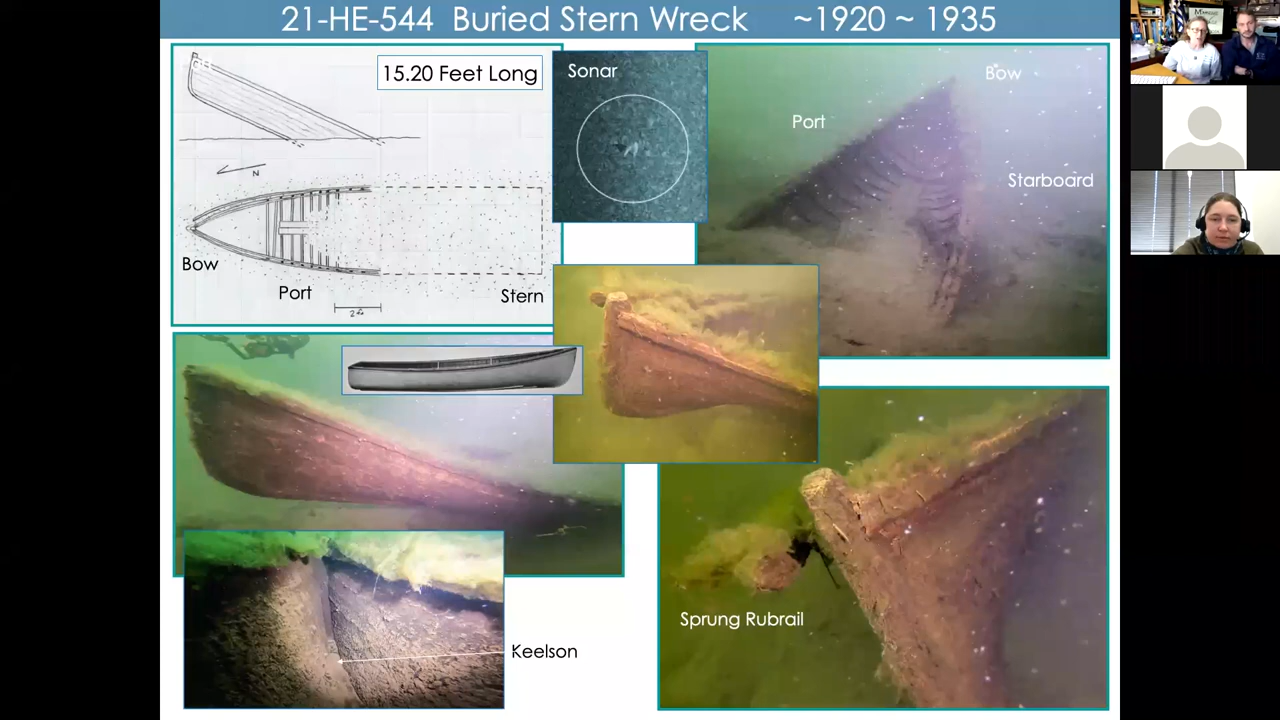 21-HE-544 Buried Stern Wreck ~1920 ~ 1935
15.20 Feet Long
N
Bow
Port
Stern
Sonar
Port
Bow
Starboard
Keelson
Sprung Rubrail